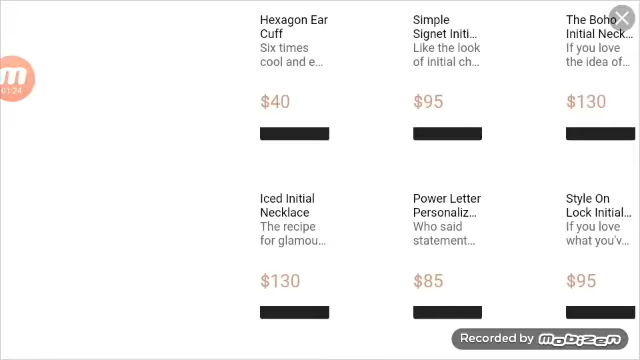 Hexagon Ear
Cuff
Six times
cool and e...
$40
Simple
Signet Initi...
Like the look
of initial ch...
$95
The Boho
Initial Neck...
If you love
the idea of...
$130
01:24
Iced Initial
Necklace
The recipe
for glamou...
$130
Power Letter
Personaliz...
Who said
statement...
$85
Style On
Lock Initial...
If you love
what you'v...
$95
Recorded by MOBIZEN